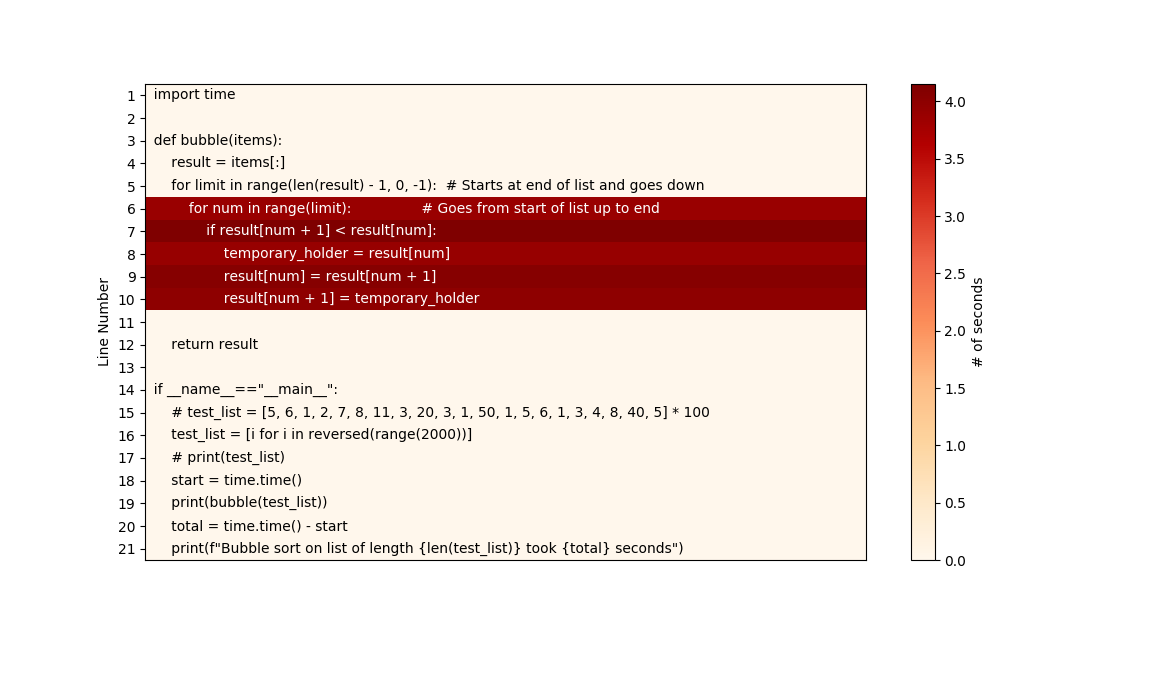 1 import time
2
3 def bubble(items):
4     result = items[:]
5     for limit in range(len(result) - 1, 0, -1):  # Starts at end of list and goes down
6         for num in range(limit):                # Goes from start of list up to end
7             if result[num + 1] < result[num]:
8                 temporary_holder = result[num]
9                 result[num] = result[num + 1]
10                 result[num + 1] = temporary_holder
11
12     return result
13
14 if __name__=="__main__":
15     # test_list = [5, 6, 1, 2, 7, 8, 11, 3, 20, 3, 1, 50, 1, 5, 6, 1, 3, 4, 8, 40, 5] * 100
16     test_list = [i for i in reversed(range(2000))]
17     # print(test_list)
18     start = time.time()
19     print(bubble(test_list))
20     total = time.time() - start
21     print(f"Bubble sort on list of length {len(test_list)} took {total} seconds")
Line Number
4.0
3.5
3.0
2.5
2.0
1.5
1.0
0.5
0.0
# of seconds